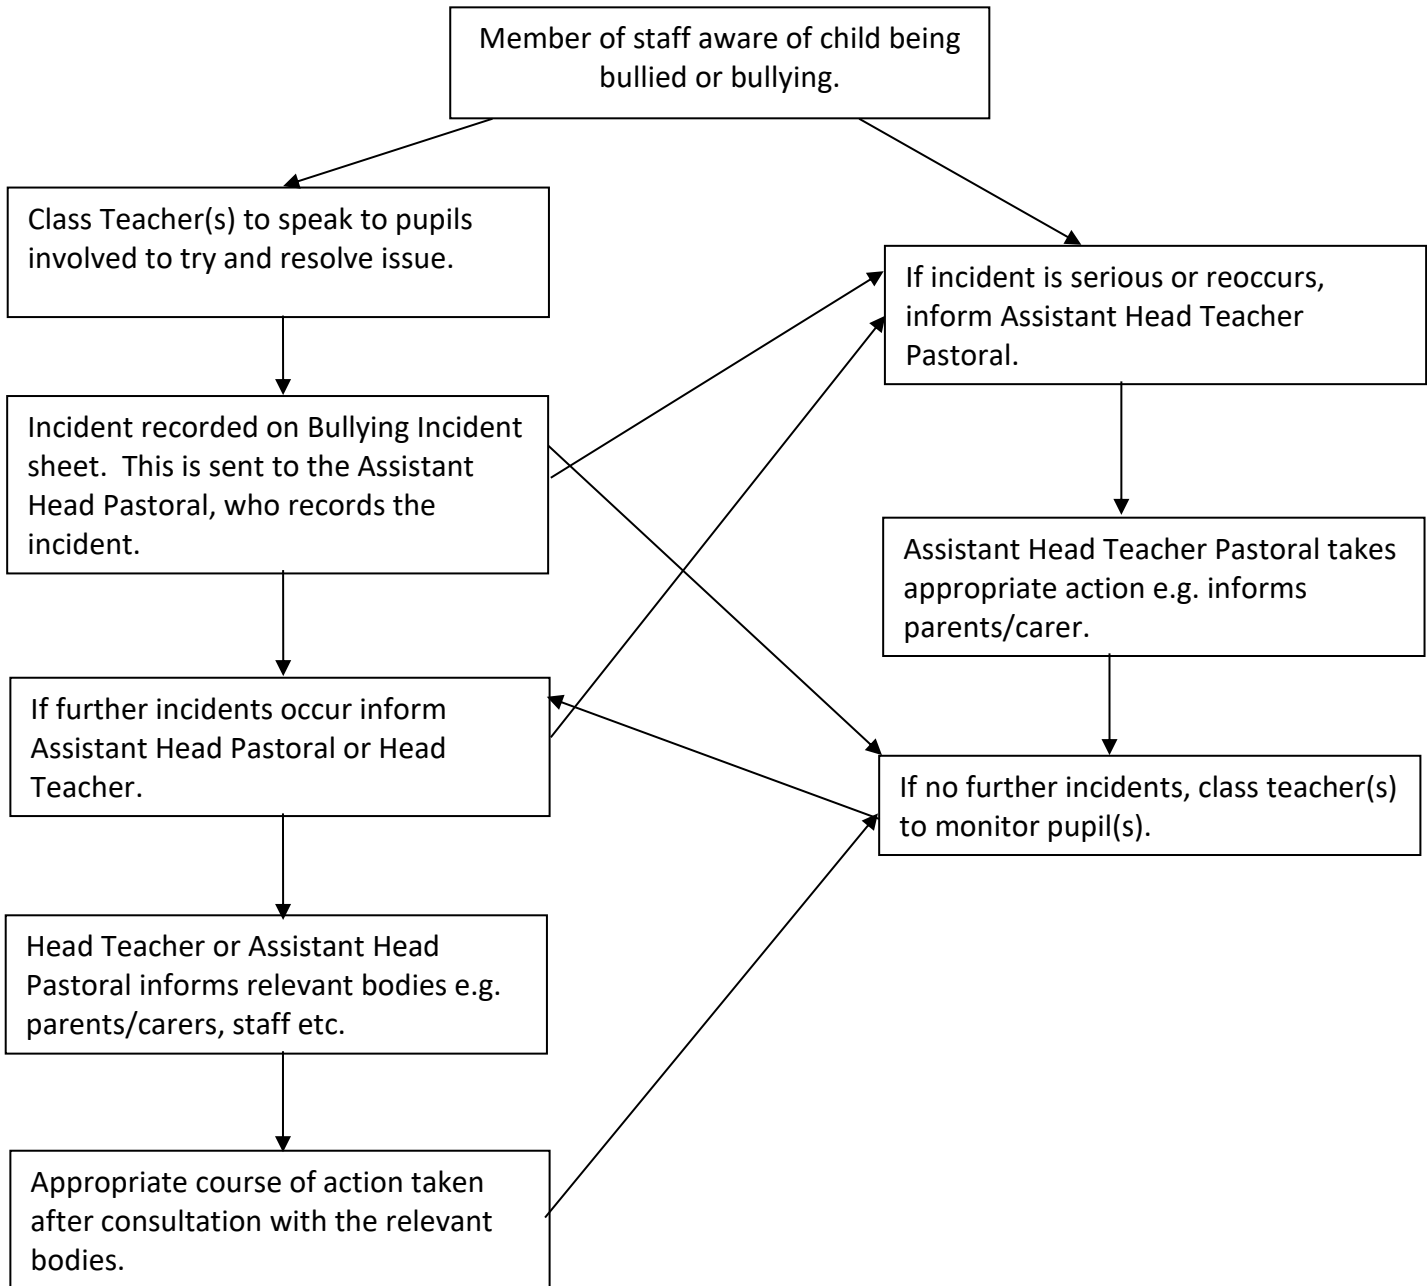 Member of staff aware of child being
bullied or bullying.
Class Teacher(s) to speak to pupils
involved to try and resolve issue.
If incident is serious or reoccurs,
inform Assistant Head Teacher
Pastoral.
Incident recorded on Bullying Incident
sheet.  This is sent to the Assistant
Head Pastoral, who records the
incident.
Assistant Head Teacher Pastoral takes
appropriate action e.g. informs
parents/carer.
If further incidents occur inform
Assistant Head Pastoral or Head
Teacher.
If no further incidents, class teacher(s)
to monitor pupil(s).
Head Teacher or Assistant Head
Pastoral informs relevant bodies e.g.
parents/carers, staff etc.
Appropriate course of action taken
after consultation with the relevant
bodies.